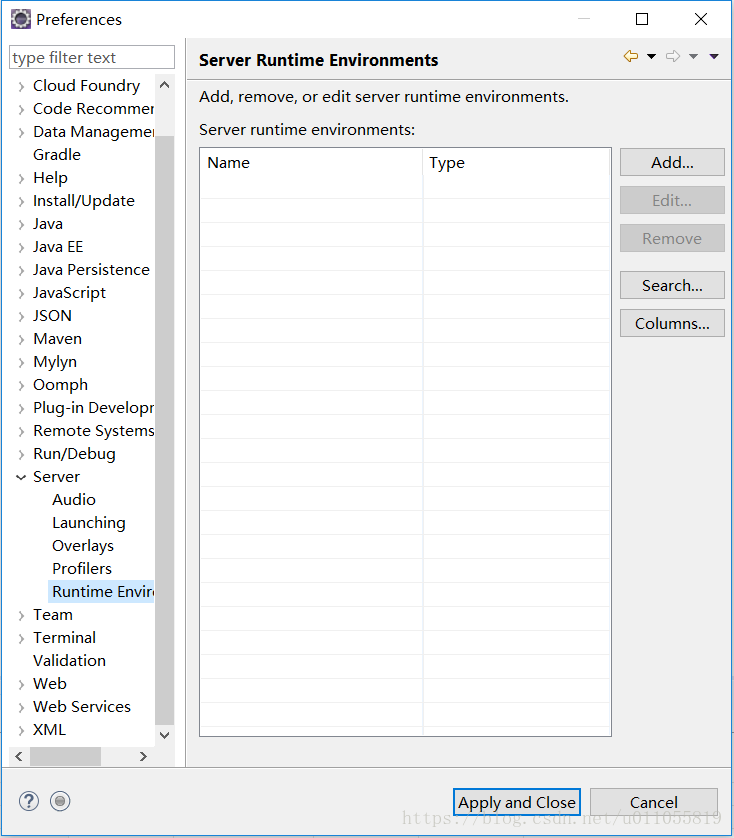 Preferences
type filter text
Cloud Foundry
Code Recommen
Data Managemen
Gradle
Help
Install/Update
Java
Java EE
Java Persistence
JavaScript
JSON
Maven
Mylyn
Oomph
Plug-in Developm
Remote Systems
Run/Debug
Server
Audio
Launching
Overlays
Profilers
Runtime Enviro
Team
Terminal
Validation
Web
Web Services
XML
Server Runtime Environments
Add, remove, or edit server runtime environments.
Server runtime environments:
Name Type
Add...
Edit...
Remove
Search...
Columns...
Apply and Close Cancel
https://blog.csdn.net/u011055819